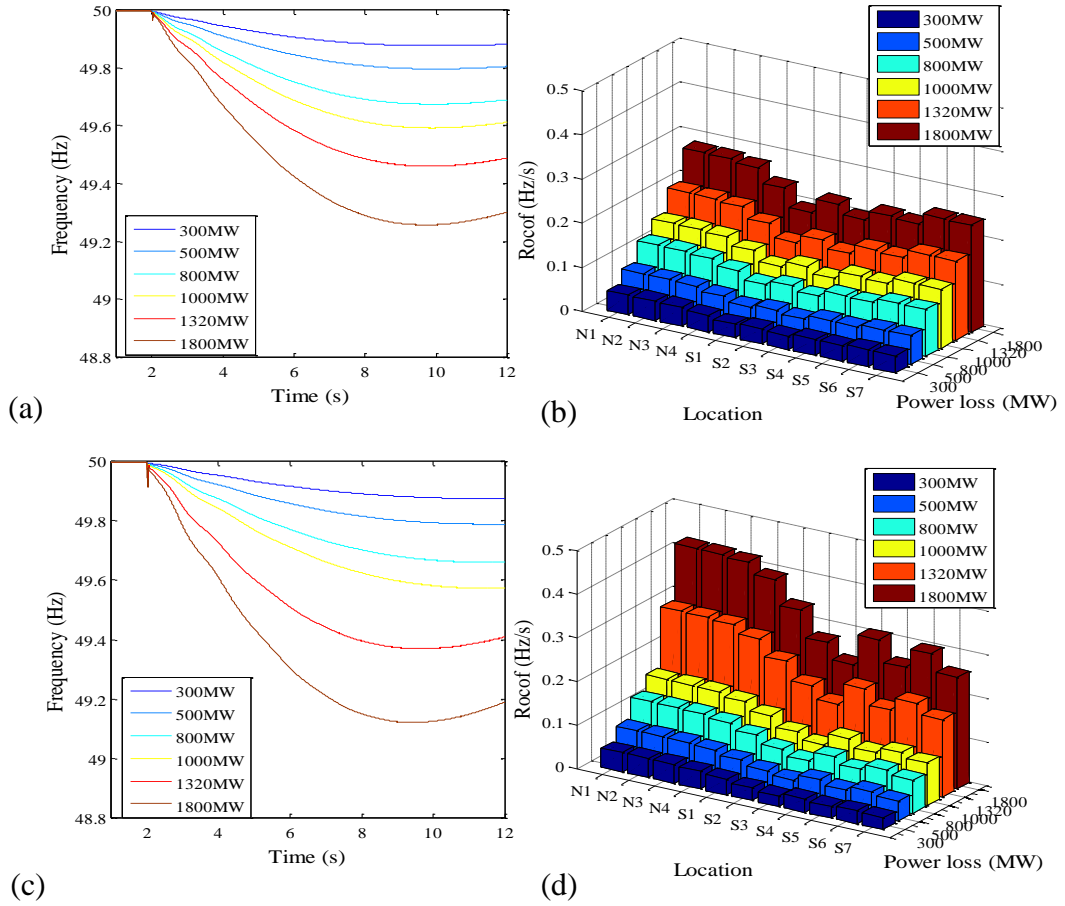 (a)
50
49.8
49.6
49.4
49.2
49
48.8
2
4
6
8
10
12
Frequency (Hz)
Time (s)
300MW
500MW
800MW
1000MW
1320MW
1800MW
(b)
0.5
0.4
0.3
0.2
0.1
0
Rocof (Hz/s)
N1
N2
N3
N4
S1
S2
S3
S4
S5
S6
S7
Location
300
500
800
1000
1320
1800
Power loss (MW)
300MW
500MW
800MW
1000MW
1320MW
1800MW
(c)
50
49.8
49.6
49.4
49.2
49
48.8
2
4
6
8
10
12
Frequency (Hz)
Time (s)
300MW
500MW
800MW
1000MW
1320MW
1800MW
(d)
0.5
0.4
0.3
0.2
0.1
0
Rocof (Hz/s)
N1
N2
N3
N4
S1
S2
S3
S4
S5
S6
S7
Location
300
500
800
1000
1320
1800
Power loss (MW)
300MW
500MW
800MW
1000MW
1320MW
1800MW